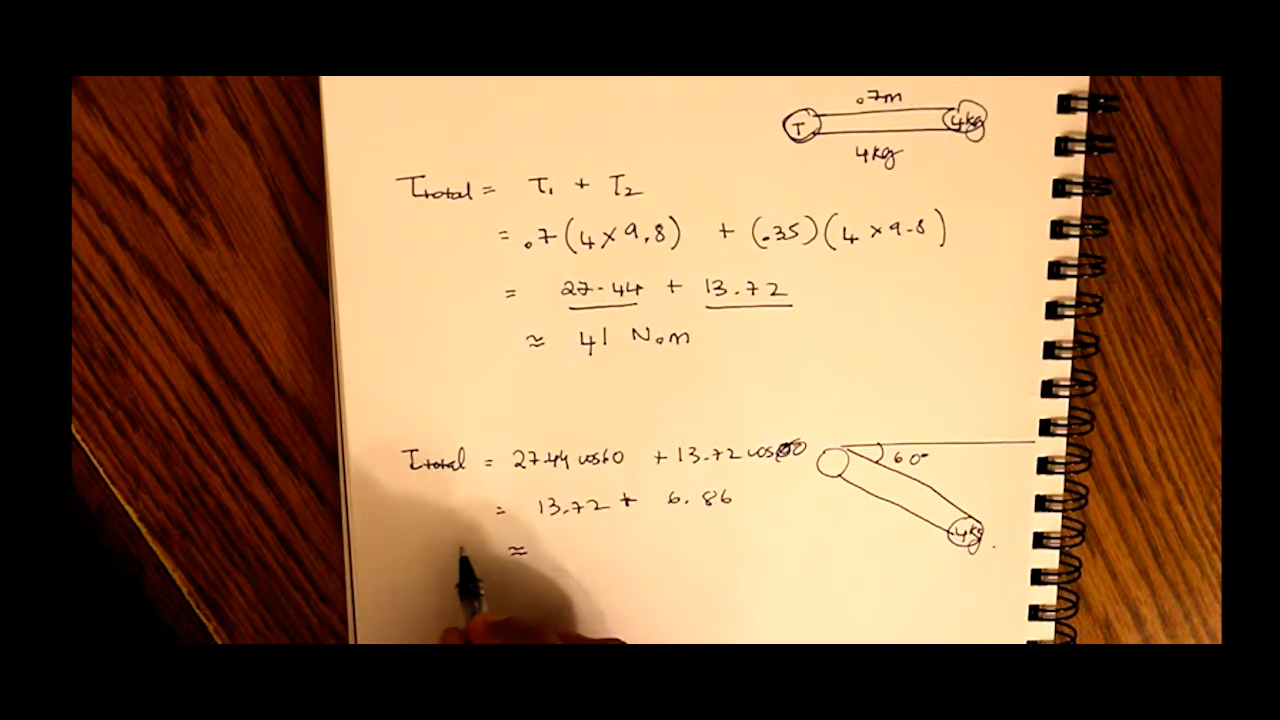 .7m
T 4kg
4kg
Ttotal = T1 + T2
= .7(4×9.8) + (.35)(4×9.8)
= 27.44 + 13.72
≈ 41 N.m
Ttotal = 27.44 cos60 + 13.72 cos60
60°
= 13.72 + 6.86
4kg
≈